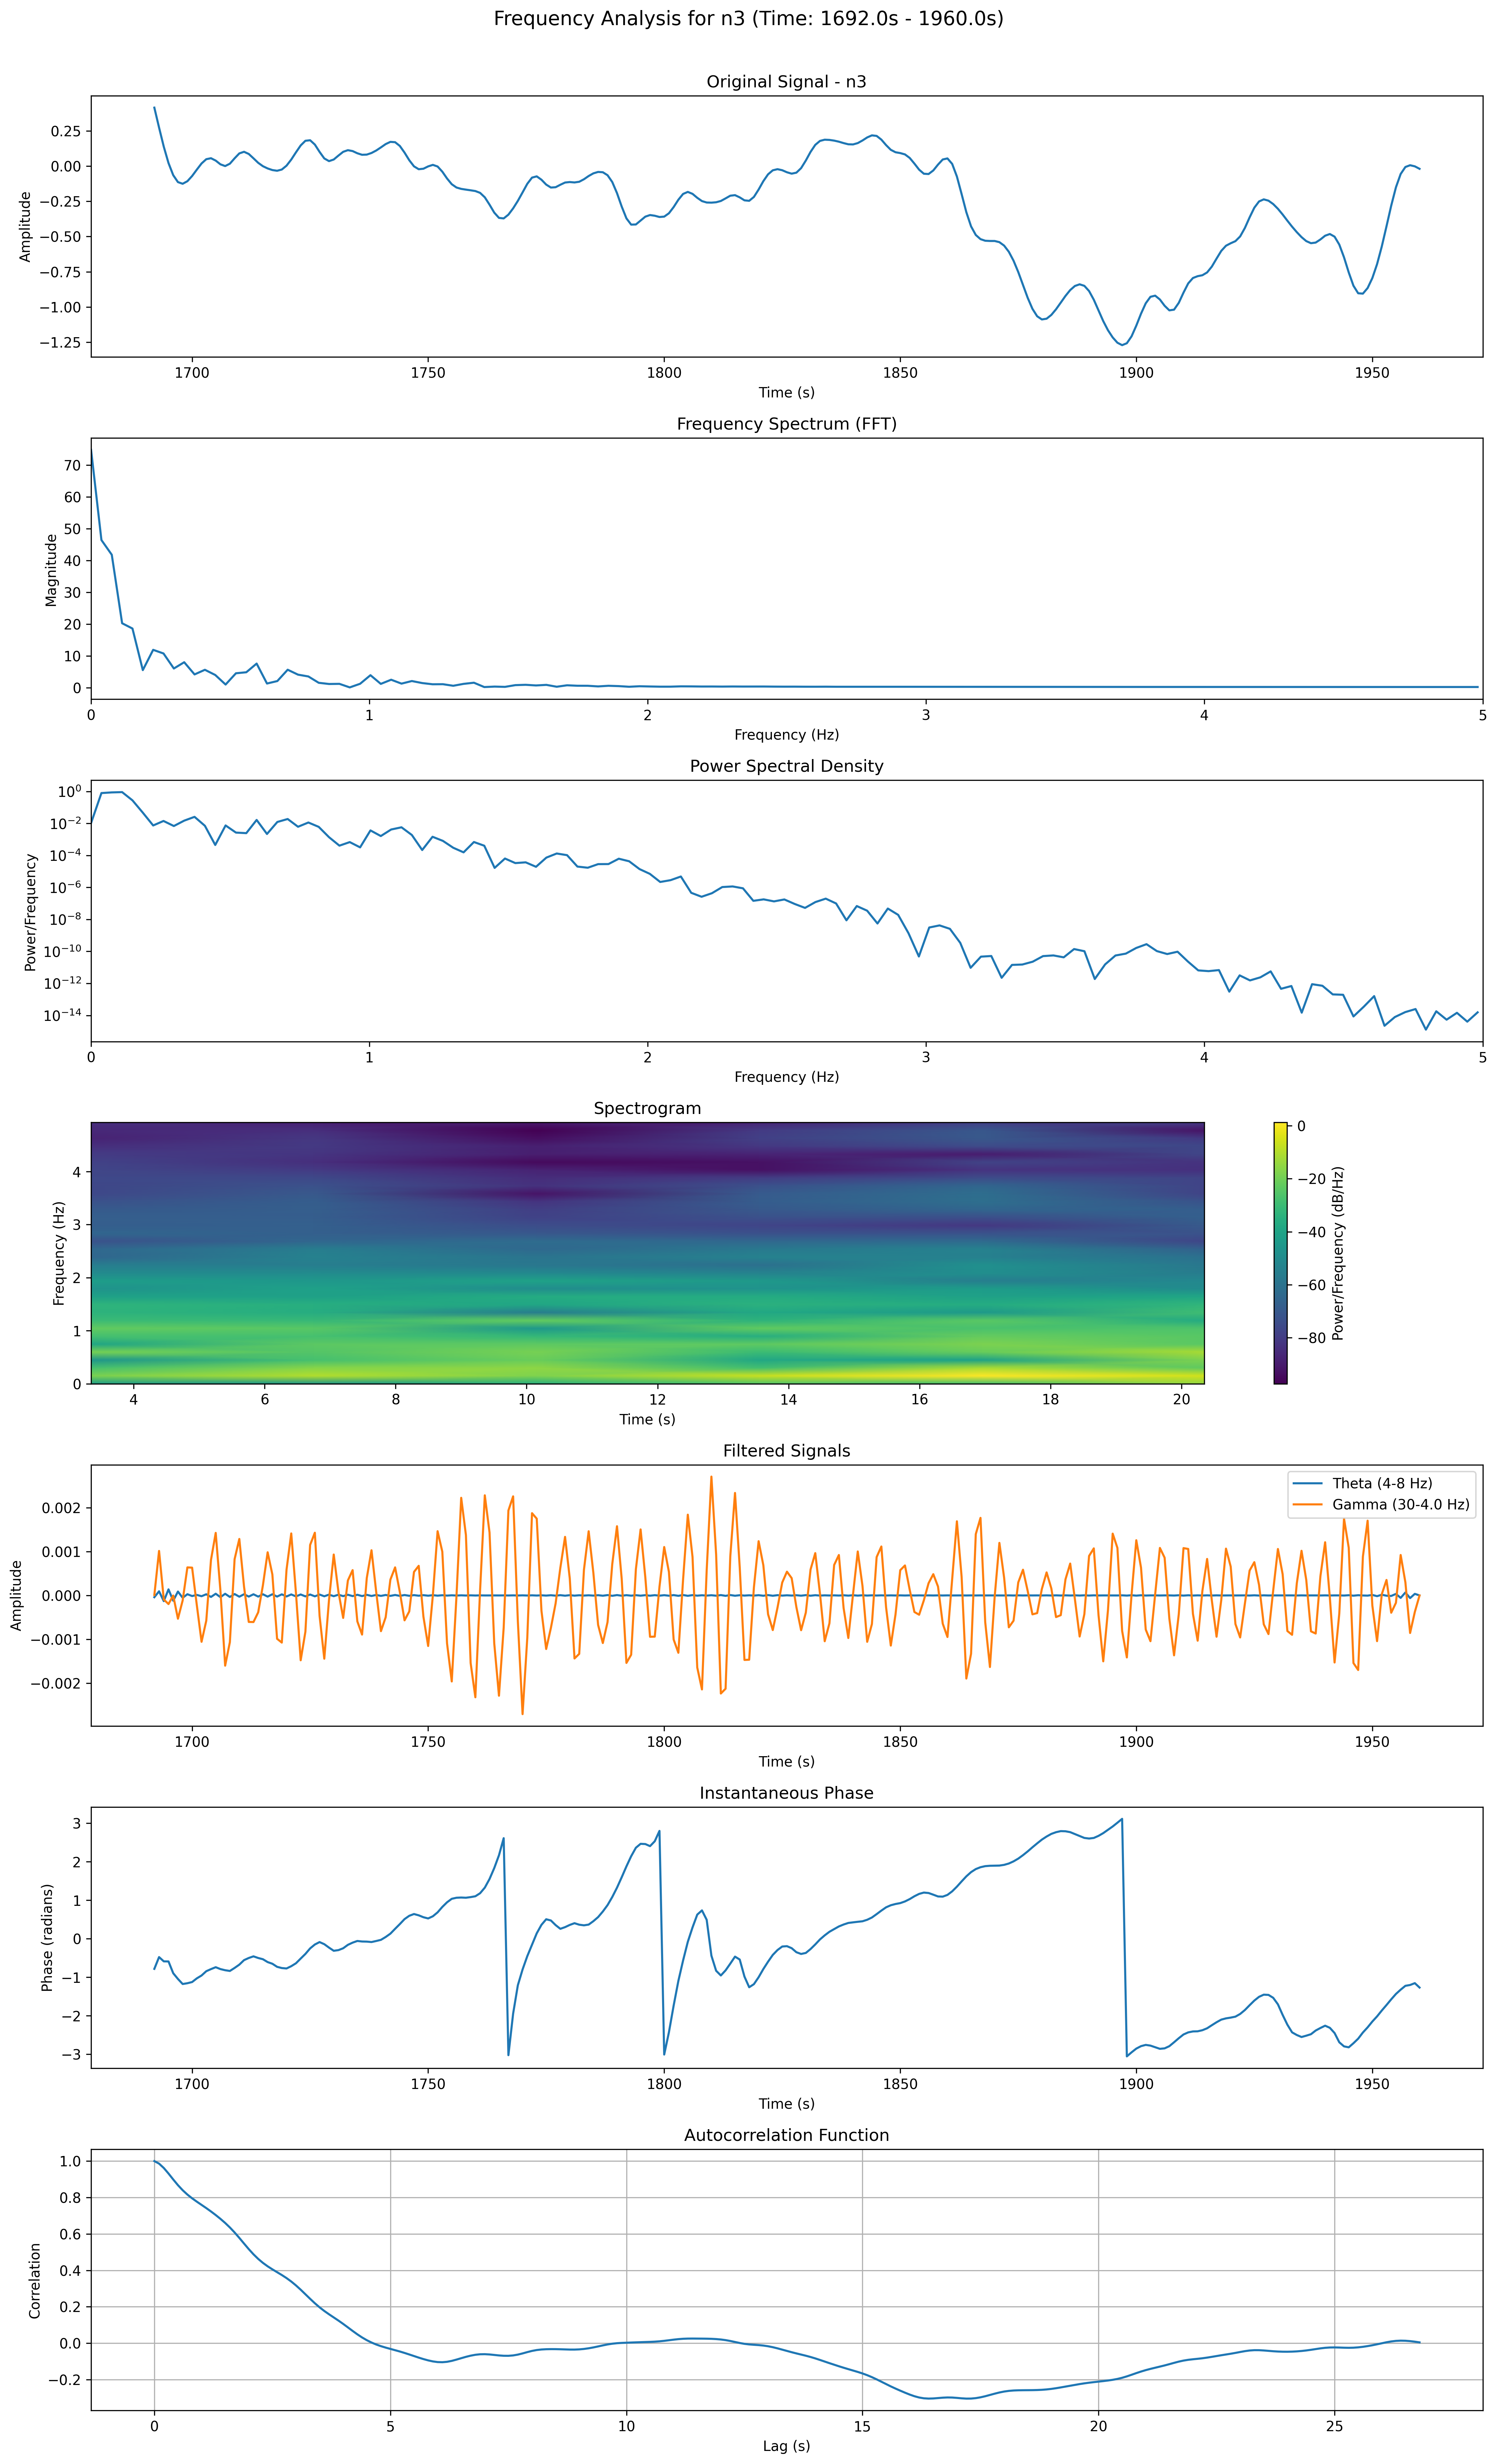 Frequency Analysis for n3 (Time: 1692.0s - 1960.0s)
Original Signal - n3
Amplitude
0.25
0.00
−0.25
−0.50
−0.75
−1.00
−1.25
1700 1750 1800 1850 1900 1950
Time (s)
Frequency Spectrum (FFT)
Magnitude
70
60
50
40
30
20
10
0
0 1 2 3 4 5
Frequency (Hz)
Power Spectral Density
Power/Frequency
10⁰
10⁻²
10⁻⁴
10⁻⁶
10⁻⁸
10⁻¹⁰
10⁻¹²
10⁻¹⁴
0 1 2 3 4 5
Frequency (Hz)
Spectrogram
Frequency (Hz)
4
3
2
1
0
4 6 8 10 12 14 16 18 20
Time (s)
0
−20
−40
−60
−80
Power/Frequency (dB/Hz)
Filtered Signals
Amplitude
0.002
0.001
0.000
−0.001
−0.002
Theta (4-8 Hz)
Gamma (30-4.0 Hz)
1700 1750 1800 1850 1900 1950
Time (s)
Instantaneous Phase
Phase (radians)
3
2
1
0
−1
−2
−3
1700 1750 1800 1850 1900 1950
Time (s)
Autocorrelation Function
Correlation
1.0
0.8
0.6
0.4
0.2
0.0
−0.2
0 5 10 15 20 25
Lag (s)